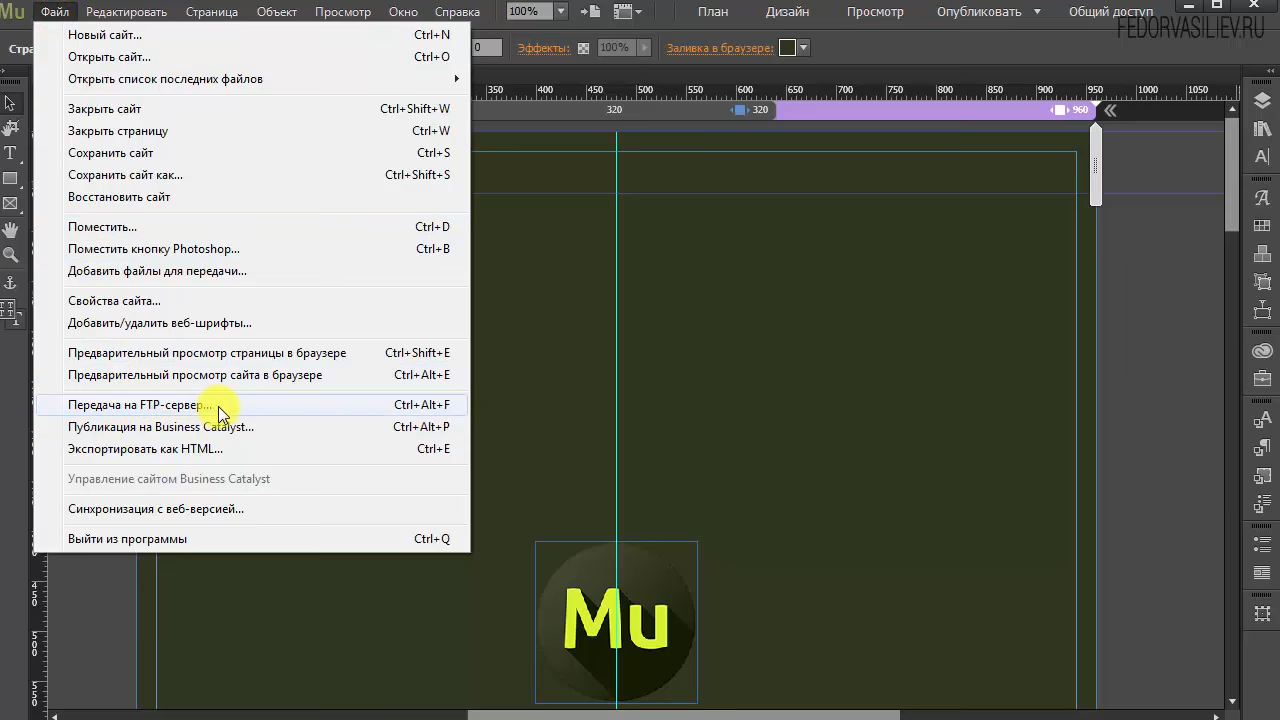 Mu Файл Редактировать Страница Объект Просмотр Окно Справка 100% План Дизайн Просмотр Опубликовать Общий доступ
FEDORVASILIEV.RU
Стра 0 Эффекты: 100% Заливка в браузере:
Новый сайт... Ctrl+N
Открыть сайт... Ctrl+O
Открыть список последних файлов
Закрыть сайт Ctrl+Shift+W
Закрыть страницу Ctrl+W
Сохранить сайт Ctrl+S
Сохранить сайт как... Ctrl+Shift+S
Восстановить сайт
Поместить... Ctrl+D
Поместить кнопку Photoshop... Ctrl+B
Добавить файлы для передачи...
Свойства сайта...
Добавить/удалить веб-шрифты...
Предварительный просмотр страницы в браузере Ctrl+Shift+E
Предварительный просмотр сайта в браузере Ctrl+Alt+E
Передача на FTP-сервер... Ctrl+Alt+F
Публикация на Business Catalyst... Ctrl+Alt+P
Экспортировать как HTML... Ctrl+E
Управление сайтом Business Catalyst
Синхронизация с веб-версией...
Выйти из программы Ctrl+Q
350 400 450 500 550 600 650 700 750 800 850 900 950 1000 1050
320 320 960
450
500
550
Mu